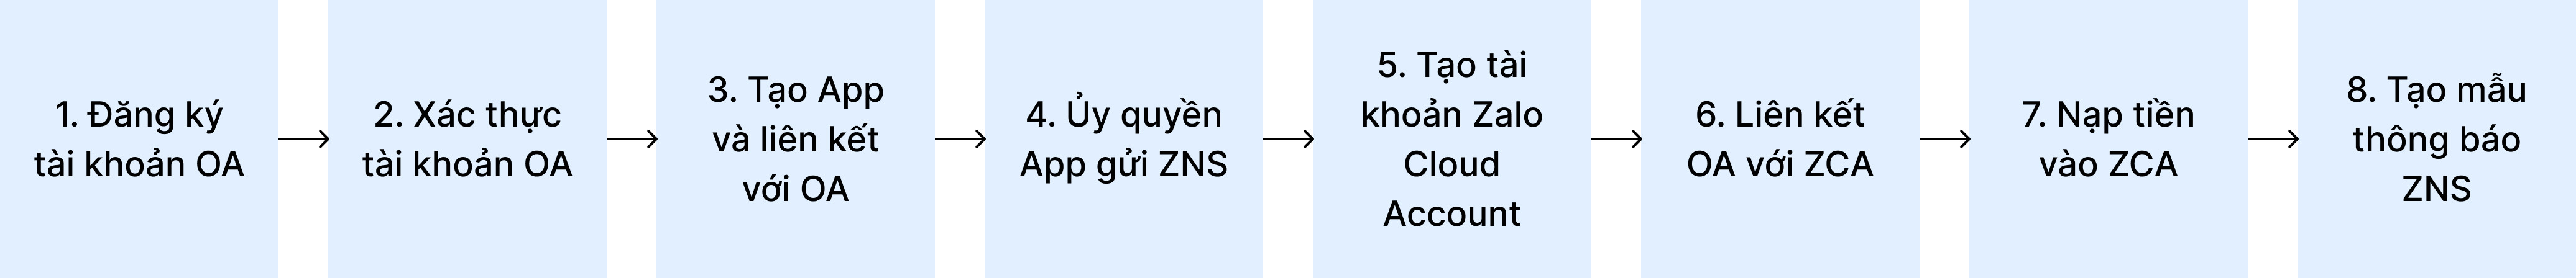 1. Đăng ký
tài khoản OA
2. Xác thực
tài khoản OA
3. Tạo App
và liên kết
với OA
4. Ủy quyền
App gửi ZNS
5. Tạo tài
khoản Zalo
Cloud
Account
6. Liên kết
OA với ZCA
7. Nạp tiền
vào ZCA
8. Tạo mẫu
thông báo
ZNS